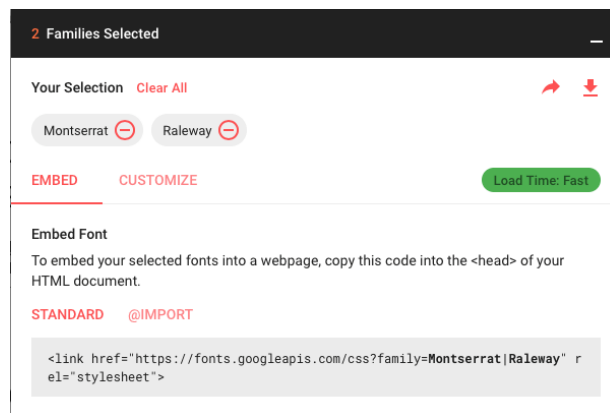 2 Families Selected
Your Selection Clear All
Montserrat Raleway
EMBED CUSTOMIZE Load Time: Fast
Embed Font
To embed your selected fonts into a webpage, copy this code into the <head> of your
HTML document.
STANDARD @IMPORT
<link href="https://fonts.googleapis.com/css?family=Montserrat|Raleway" r
el="stylesheet">